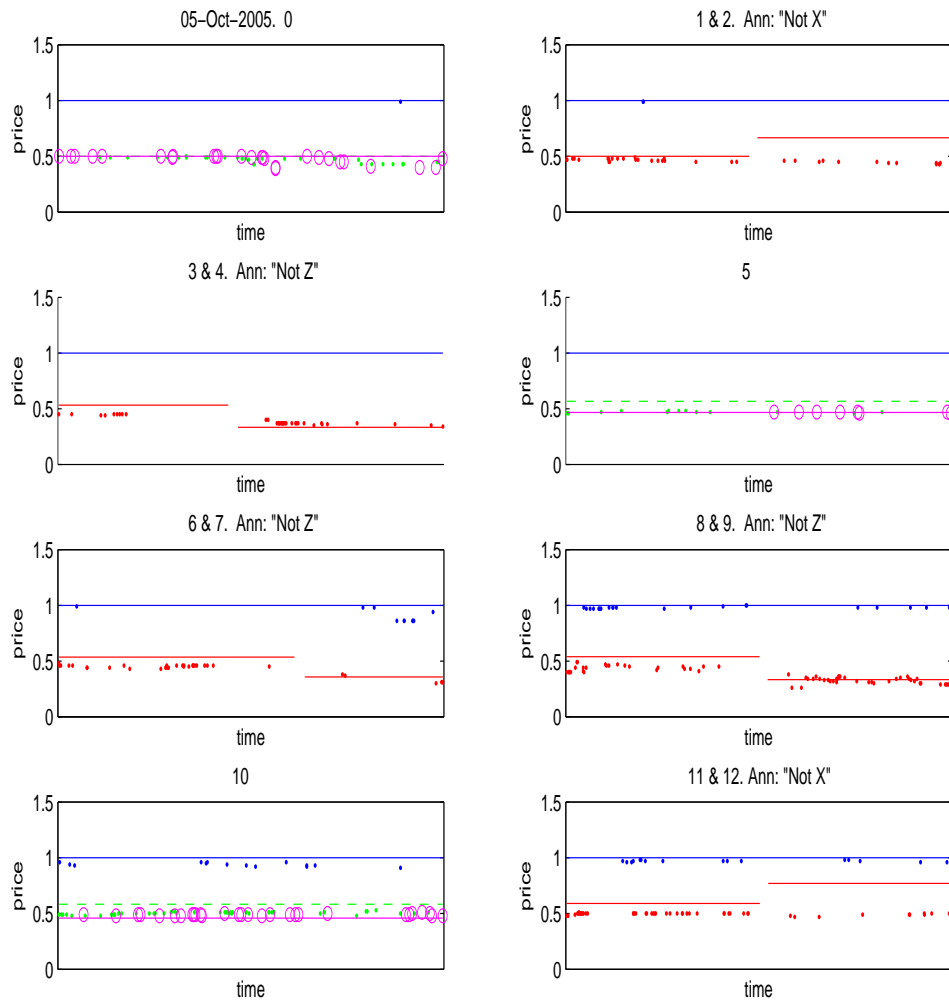 05-Oct-2005. 0
1.5
1
0.5
0
price
time
1 & 2. Ann: "Not X"
1.5
1
0.5
0
price
time
3 & 4. Ann: "Not Z"
1.5
1
0.5
0
price
time
5
1.5
1
0.5
0
price
time
6 & 7. Ann: "Not Z"
1.5
1
0.5
0
price
time
8 & 9. Ann: "Not Z"
1.5
1
0.5
0
price
time
10
1.5
1
0.5
0
price
time
11 & 12. Ann: "Not X"
1.5
1
0.5
0
price
time